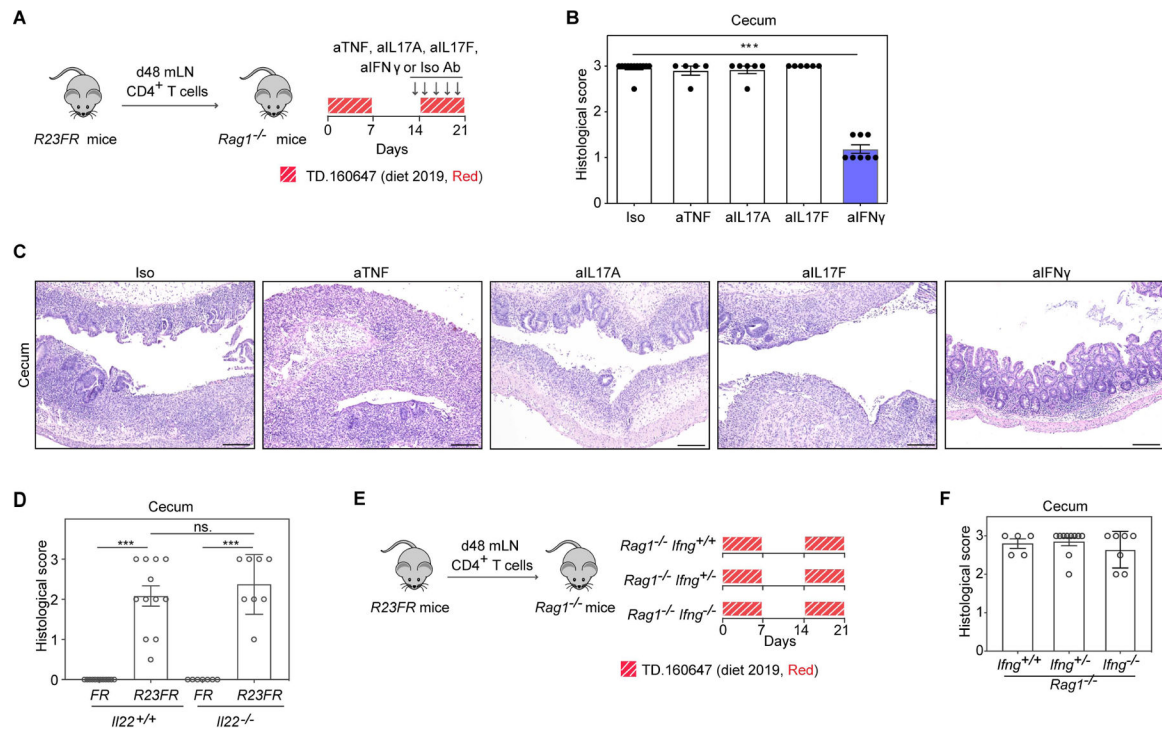 A
d48 mLN
CD4+ T cells
R23FR mice
Rag1-/- mice
aTNF, aIL17A, aIL17F,
aIFNγ or Iso Ab
0 7 14 21
Days
TD.160647 (diet 2019, Red)
B
Cecum
***
Histological score
3
2
1
0
Iso aTNF aIL17A aIL17F aIFNγ
C
Iso aTNF aIL17A aIL17F aIFNγ
Cecum
D
Cecum
ns.
*** ***
Histological score
3
2
1
0
FR R23FR FR R23FR
Il22+/+ Il22-/-
E
d48 mLN
CD4+ T cells
R23FR mice
Rag1-/- mice
Rag1-/- Ifng+/+
Rag1-/- Ifng+/-
Rag1-/- Ifng-/-
0 7 14 21
Days
TD.160647 (diet 2019, Red)
F
Cecum
Histological score
3
2
1
0
Ifng+/+ Ifng+/- Ifng-/-
Rag1-/-